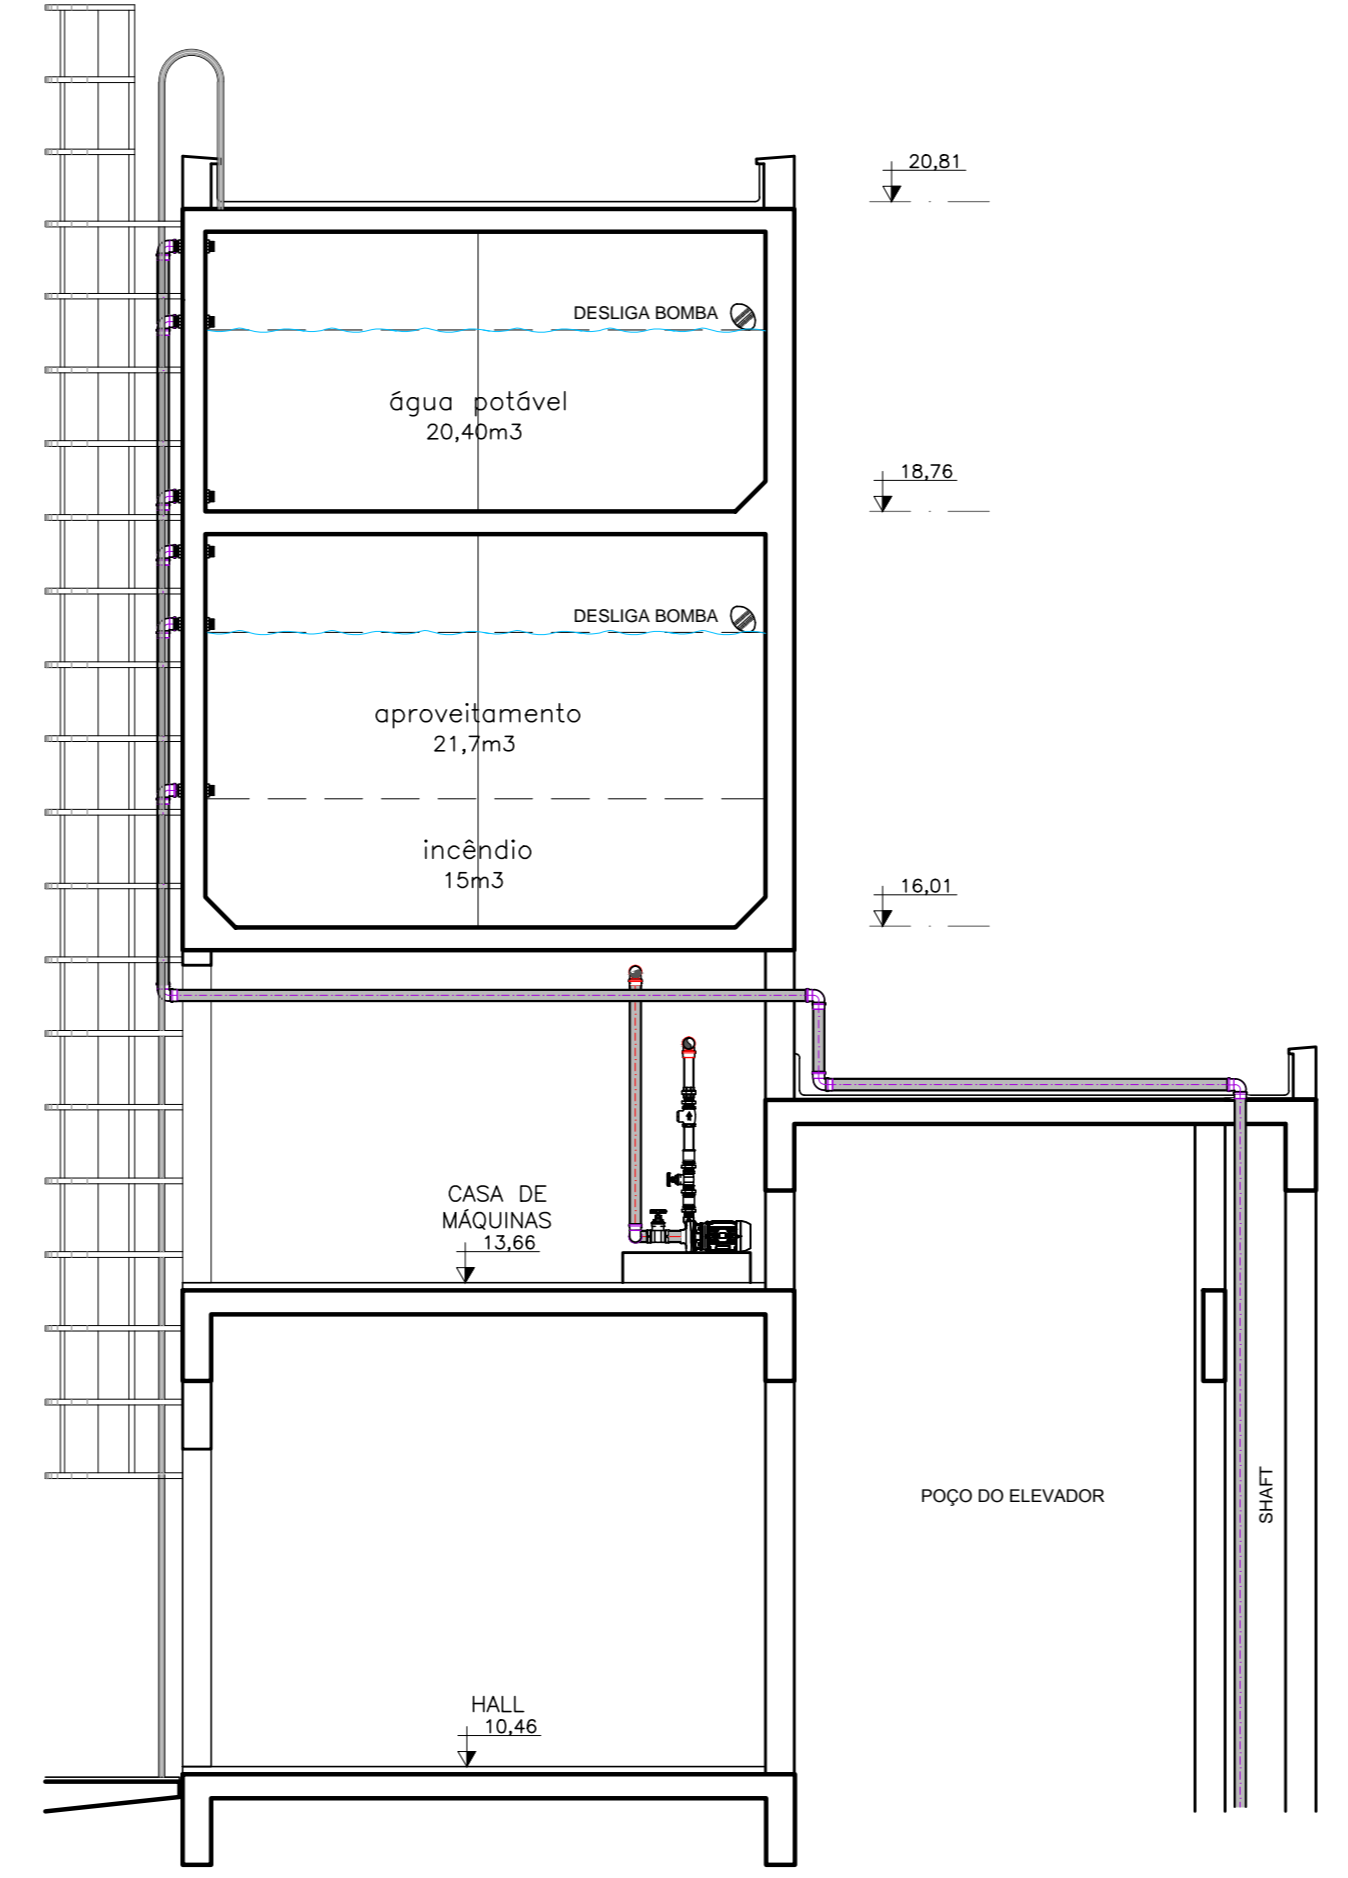 20,81
DESLIGA BOMBA
água potável
20,40m3
18,76
DESLIGA BOMBA
aproveitamento
21,7m3
incêndio
15m3
16,01
CASA DE
MÁQUINAS
13,66
POÇO DO ELEVADOR
SHAFT
HALL
10,46